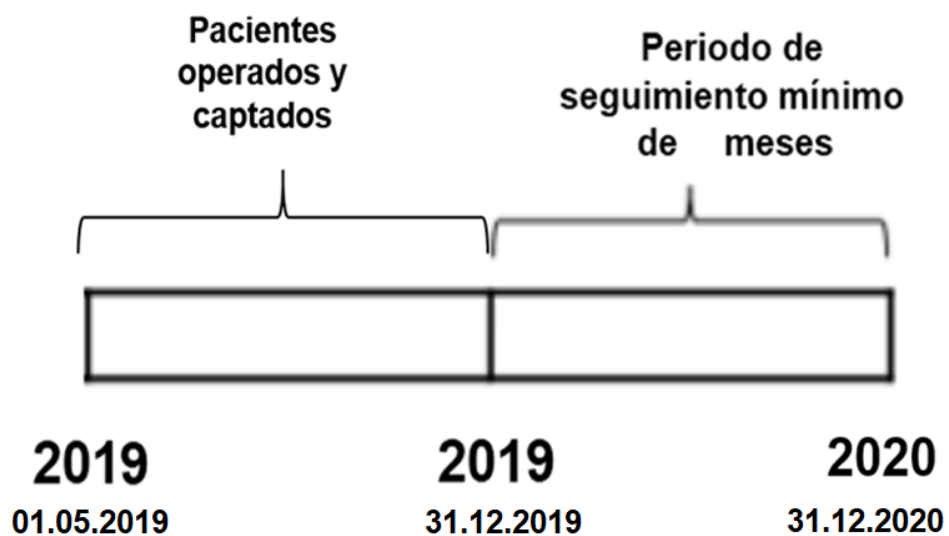 Pacientes
operados y
captados
Periodo de
seguimiento mínimo
de meses
2019
2019
2020
01.05.2019
31.12.2019
31.12.2020